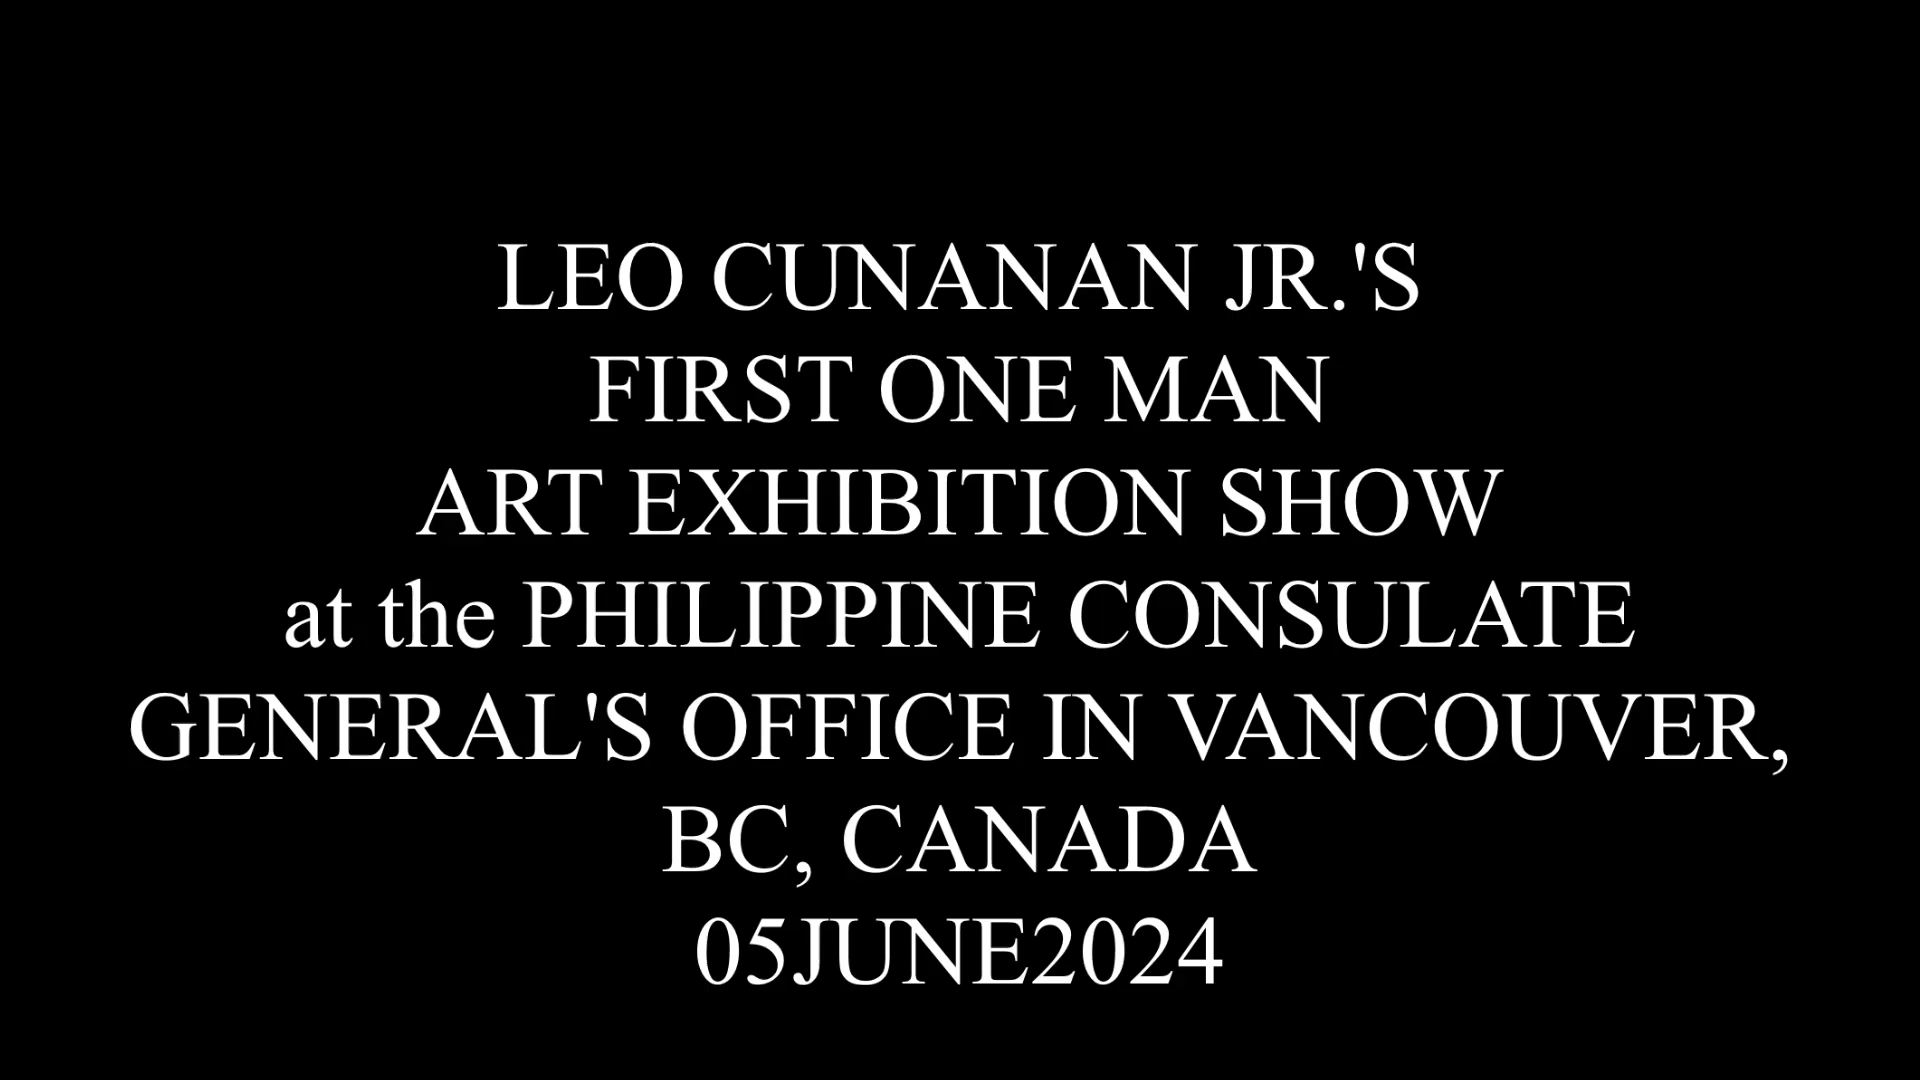 LEO CUNANAN JR.'S
FIRST ONE MAN
ART EXHIBITION SHOW
at the PHILIPPINE CONSULATE
GENERAL'S OFFICE IN VANCOUVER,
BC, CANADA
05JUNE2024